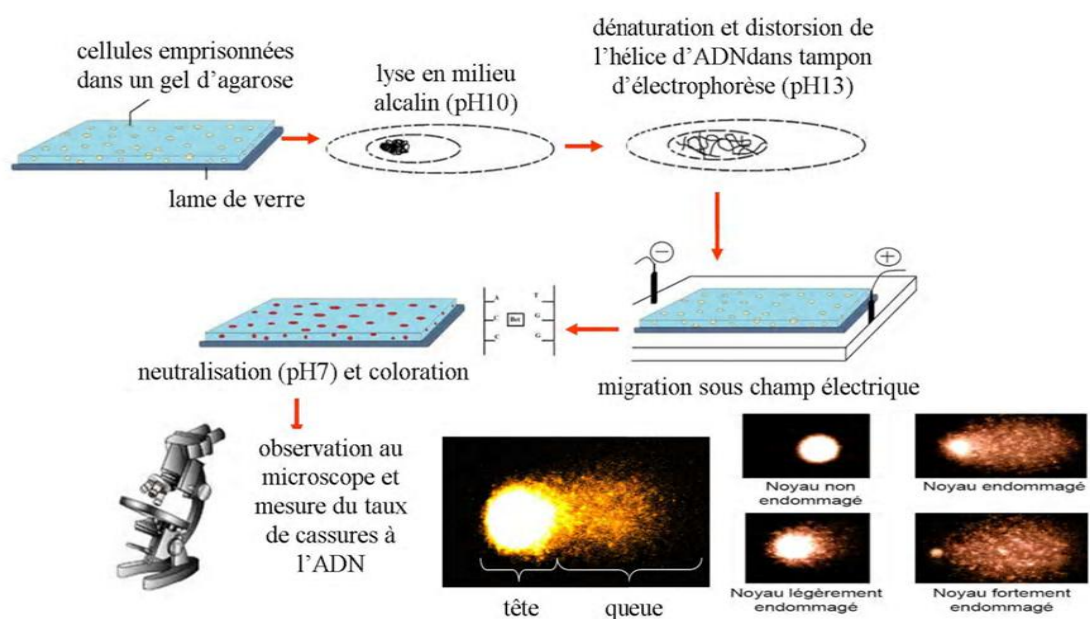 cellules emprisonnées
dans un gel d'agarose
lame de verre
lyse en milieu
alcalin (pH10)
dénaturation et distorsion de
l'hélice d'ADNdans tampon
d'électrophorèse (pH13)
−
+
migration sous champ électrique
A T
C G
C G
Bet
neutralisation (pH7) et coloration
observation au
microscope et
mesure du taux
de cassures à
l'ADN
tête
queue
Noyau non
endommagé
Noyau endommagé
Noyau légèrement
endommagé
Noyau fortement
endommagé